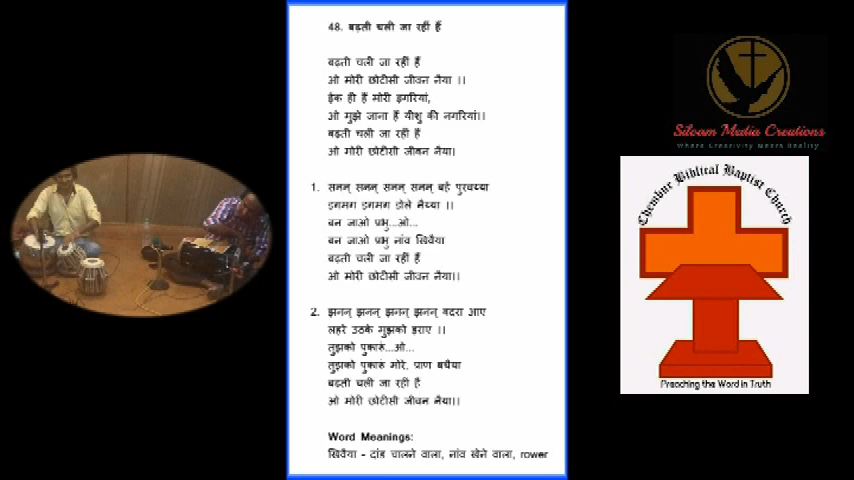 48. बढ़ती चली जा रहीं हैं
बढ़ती चली जा रहीं हैं
ओ मोरी छोटीसी जीवन नैया ।।
ईक ही हैं मोरी डगरियां,
ओ मुझे जाना हैं यीशु की नगरियां।।
बढ़ती चली जा रही हैं
ओ मोरी छोटीसी जीवन नैया।
1. सनन् सनन् सनन् सनन् बहें पुरवय्या
डगमग डगमग डोले नैय्या ।।
बन जाओ प्रभु...ओ...
बन जाओ प्रभु नांव खिवैया
बढ़ती चली जा रहीं हैं
ओ मोरी छोटीसी जीवन नैया।।
2. झनन् झनन् झनन् झनन् बदरा आए
लहरे उठके मुझको डराए ।।
तुझको पुकारुं...ओ...
तुझको पुकारुं मोरे, प्राण बचैया
बढ़ती चली जा रही है
ओ मोरी छोटीसी जीवन नैया।।
Word Meanings:
खिवैया - दांड चालने वाला, नांव खेने वाला, rower
Siloam Media Creations
Where Creativity Meets Reality
Chembur Biblical Baptist Church
Preaching the Word in Truth